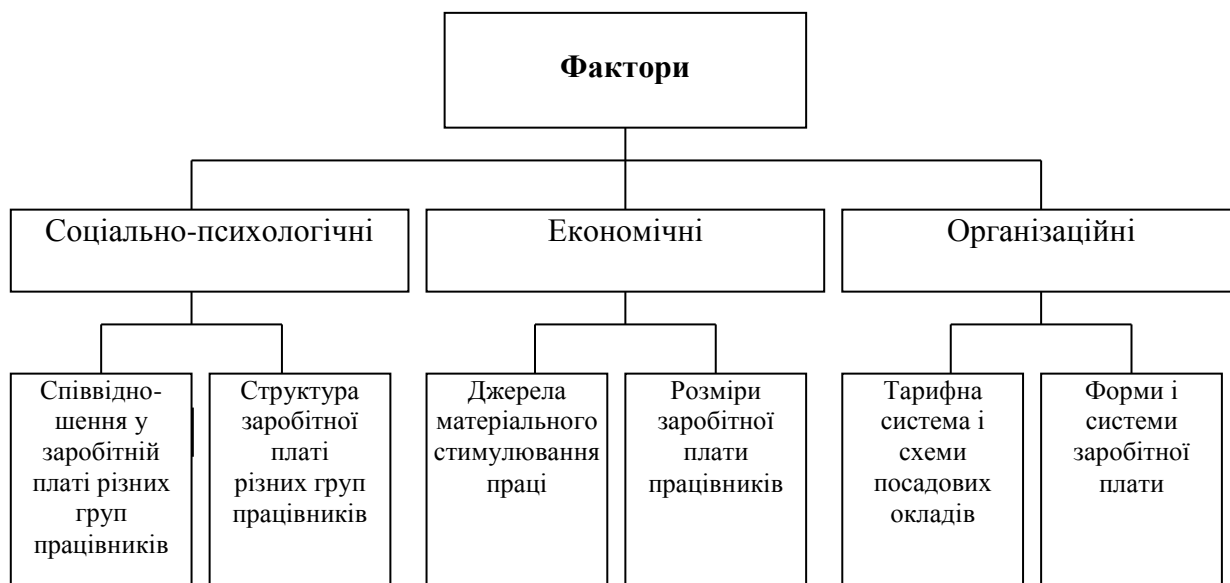 Фактори
Соціально-психологічні
Економічні
Організаційні
Співвідно-
шення у
заробітній
платі різних
груп
працівників
Структура
заробітної
платі
різних груп
працівників
Джерела
матеріального
стимулювання
праці
Розміри
заробітної
плати
працівників
Тарифна
система і
схеми
посадових
окладів
Форми і
системи
заробітної
плати